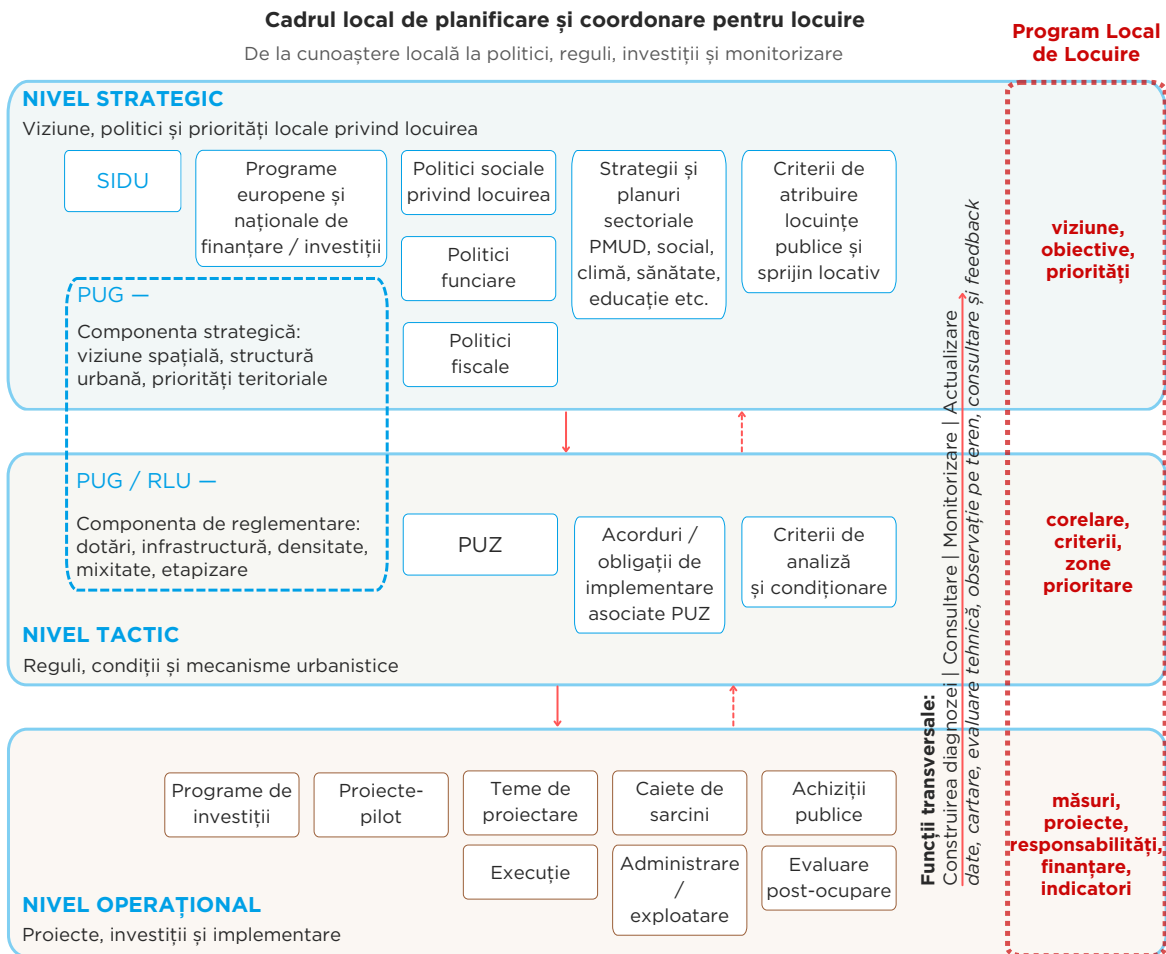 Cadrul local de planificare și coordonare pentru locuire
De la cunoaștere locală la politici, reguli, investiții și monitorizare
Program Local
de Locuire
NIVEL STRATEGIC
Viziune, politici și priorități locale privind locuirea
SIDU
Programe
europene și
naționale de
finanțare / investiții
Politici sociale
privind locuirea
Politici
funciare
Politici
fiscale
Strategii și
planuri
sectoriale
PMUD, social,
climă, sănătate,
educație etc.
Criterii de
atribuire
locuințe
publice și
sprijin locativ
viziune,
obiective,
priorități
PUG —
Componenta strategică:
viziune spațială, structură
urbană, priorități teritoriale
PUG / RLU —
Componenta de reglementare:
dotări, infrastructură, densitate,
mixitate, etapizare
PUZ
Acorduri /
obligații de
implementare
asociate PUZ
Criterii de
analiză
și condiționare
corelare,
criterii,
zone
prioritare
NIVEL TACTIC
Reguli, condiții și mecanisme urbanistice
Funcții transversale:
Construirea diagnozei | Consultare | Monitorizare | Actualizare
date, cartare, evaluare tehnică, observație pe teren, consultare și feedback
Programe de
investiții
Proiecte-
pilot
Teme de
proiectare
Caiete de
sarcini
Achiziții
publice
Execuție
Administrare
/
exploatare
Evaluare
post-ocupare
măsuri,
proiecte,
responsabilități,
finanțare,
indicatori
NIVEL OPERAȚIONAL
Proiecte, investiții și implementare